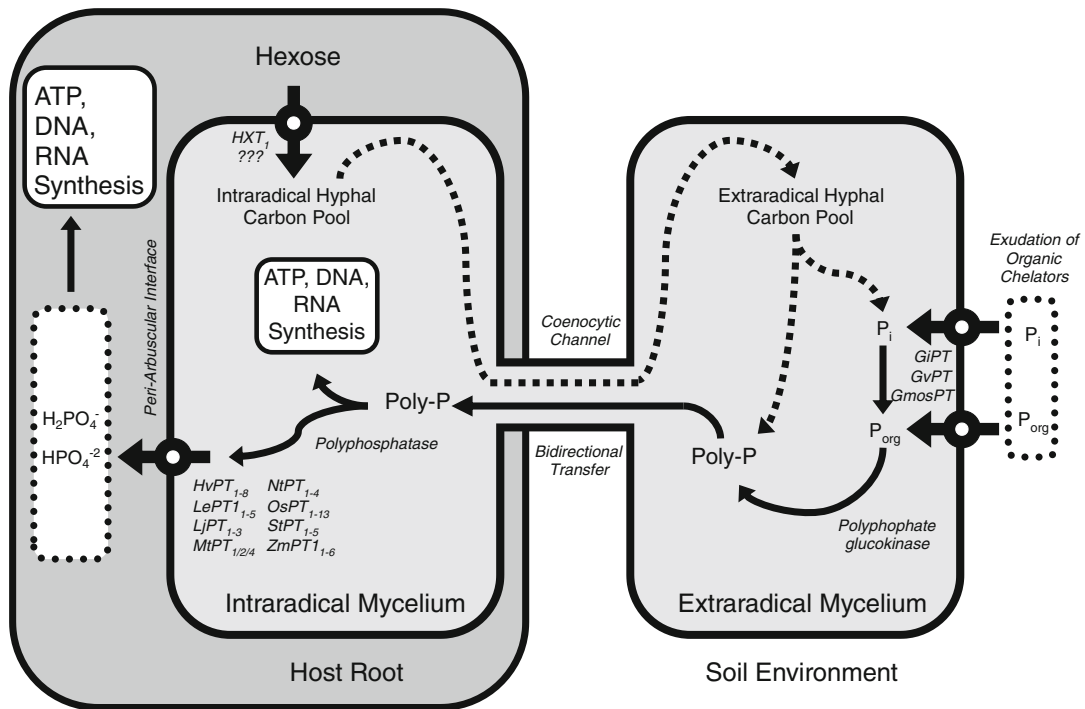 Hexose
ATP,
DNA,
RNA
Synthesis
HXT1
???
Intraradical Hyphal
Carbon Pool
Extraradical Hyphal
Carbon Pool
Exudation of
Organic
Chelators
Peri-Arbuscular Interface
ATP, DNA,
RNA
Synthesis
Coenocytic
Channel
Pi
Pi
GiPT
GvPT
GmosPT
H2PO4-
HPO4-2
Poly-P
Polyphosphatase
Bidirectional
Transfer
Poly-P
Porg
Porg
HvPT1-8 NtPT1-4
LePT11-5 OsPT1-13
LjPT1-3 StPT1-5
MtPT1/2/4 ZmPT11-6
Polyphophate
glucokinase
Intraradical Mycelium
Extraradical Mycelium
Host Root
Soil Environment